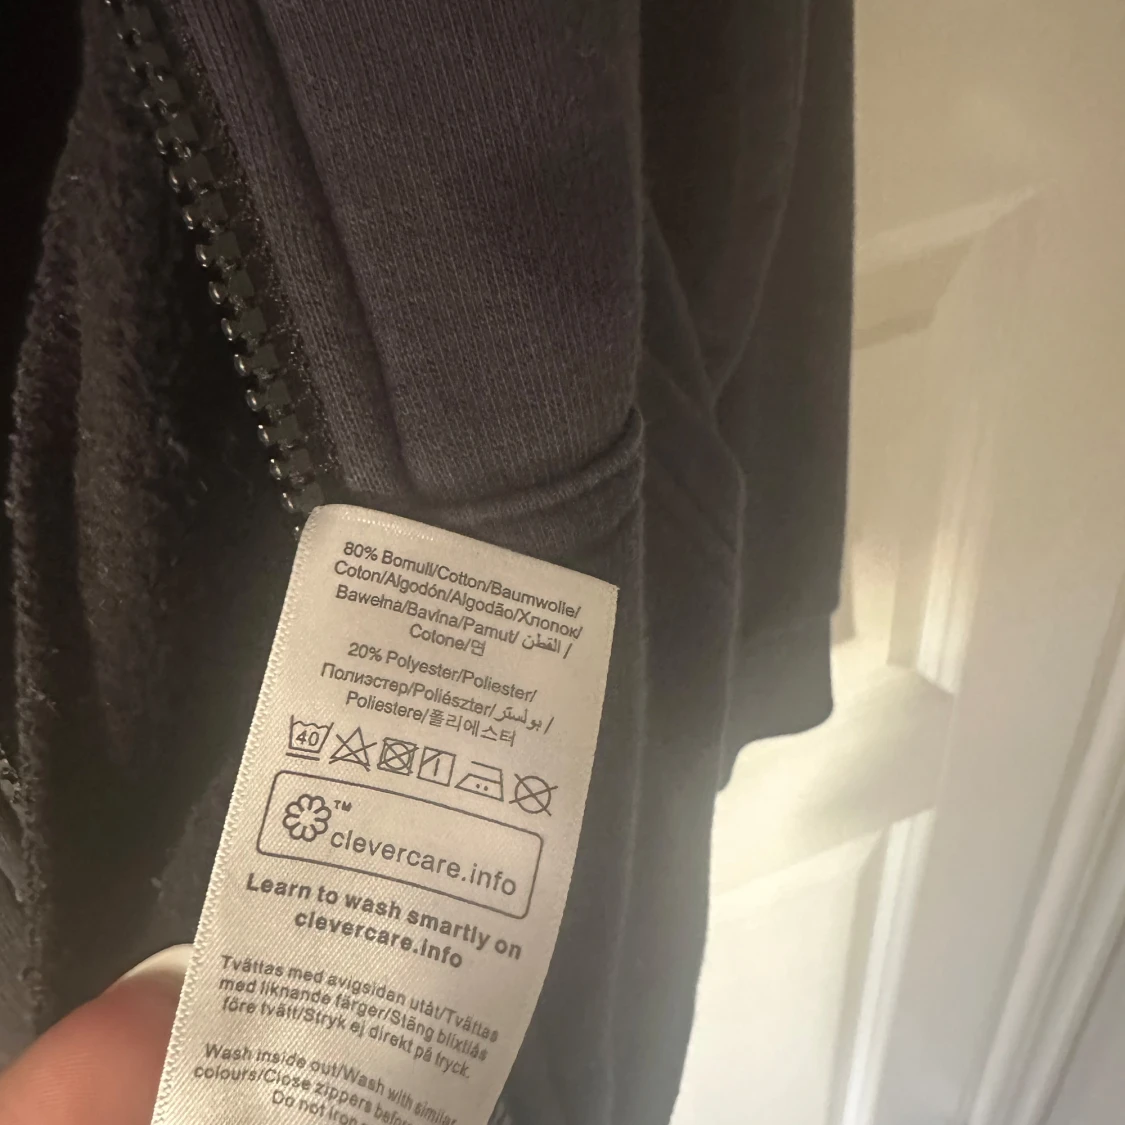 80% Bomull/Cotton/Baumwolle/
Coton/Algodón/Algodão/Хлопок/
Bawełna/Bavlna/Pamut/ القطن /
Cotone/면
20% Polyester/Poliester/
Полиэстер/Poliészter/ بوليستر /
Poliestere/폴리에스터
40
TM
clevercare.info
Learn to wash smartly on
clevercare.info
Tvättas med avigsidan utåt/Tvättas
med liknande färger/Stäng blixtlås
före tvätt/Stryk ej direkt på tryck.
Wash inside out/Wash with similar
colours/Close zippers before
Do not iron